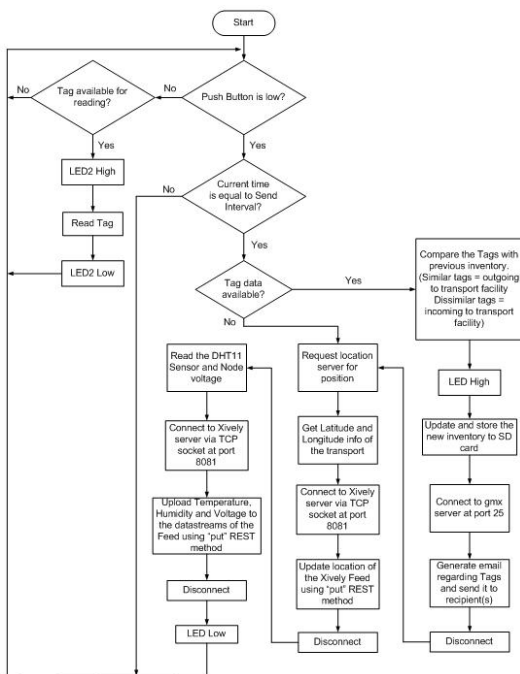 Start
Push Button is low?
No
Tag available for
reading?
No
Yes
LED2 High
Read Tag
LED2 Low
Yes
Current time
is equal to Send
Interval?
No
Yes
Tag data
available?
Yes
No
Compare the Tags with
previous inventory.
(Similar tags = outgoing
to transport facility
Dissimilar tags =
incoming to transport
facility)
LED High
Update and store the
new inventory to SD
card
Connect to gmx
server at port 25
Generate email
regarding Tags
and send it to
recipient(s)
Disconnect
Request location
server for
position
Get Latitude and
Longitude info of
the transport
Connect to Xively
server via TCP
socket at port
8081
Update location of
the Xively Feed
using "put" REST
method
Disconnect
Read the DHT11
Sensor and Node
voltage
Connect to Xively
server via TCP
socket at port
8081
Upload Temperature,
Humidity and Voltage to
the datastreams of the
Feed using "put" REST
method
Disconnect
LED Low